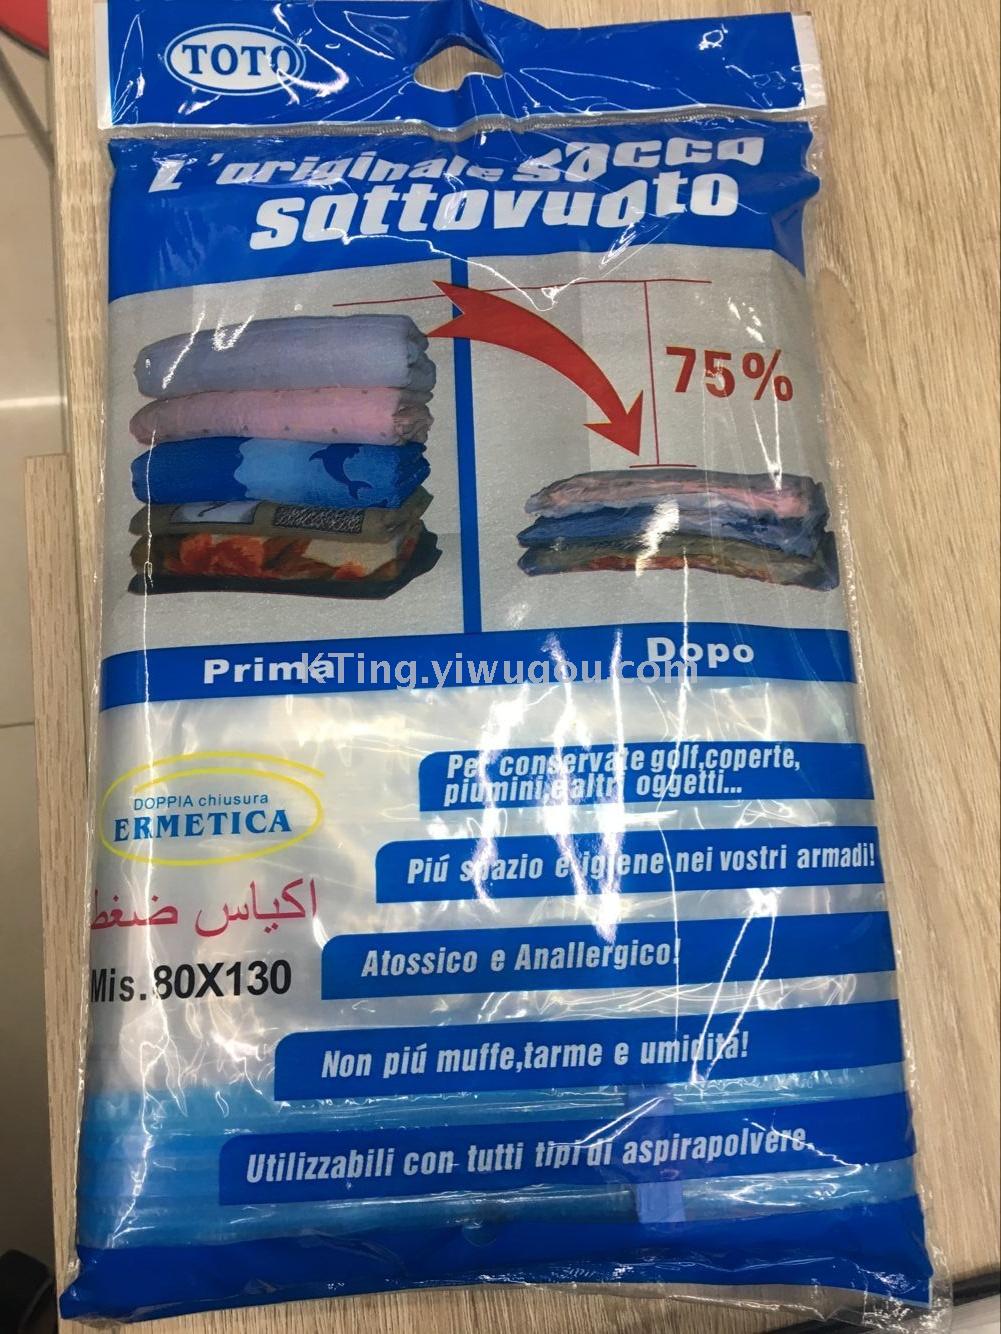 TOTO
L'originale sacco
sottovuoto
75%
Prima
Dopo
KTing.yiwugou.com
Per conservate golf,coperte,
piumini,e altri oggetti...
DOPPIA chiusura
ERMETICA
Piú spazio e igiene nei vostri armadi!
اكياس ضغط
Atossico e Anallergico!
Mis.80X130
Non piú muffe,tarme e umiditá!
Utilizzabili con tutti tipi di aspirapolvere.